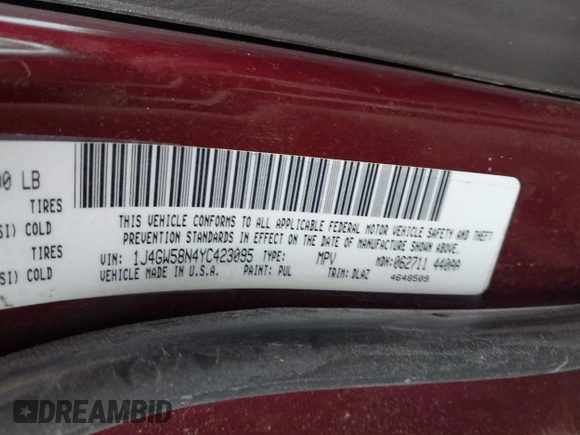 00 LB
TIRES
SI) COLD
TIRES
SI) COLD
THIS VEHICLE CONFORMS TO ALL APPLICABLE FEDERAL MOTOR VEHICLE SAFETY AND THEFT
PREVENTION STANDARDS IN EFFECT ON THE DATE OF MANUFACTURE SHOWN ABOVE.
VIN: 1J4GW58N4YC423095 TYPE: MPV MDH: 062711 440AA
VEHICLE MADE IN U.S.A. PAINT: PUL TRIM: DLAZ 4648509
DREAMBID